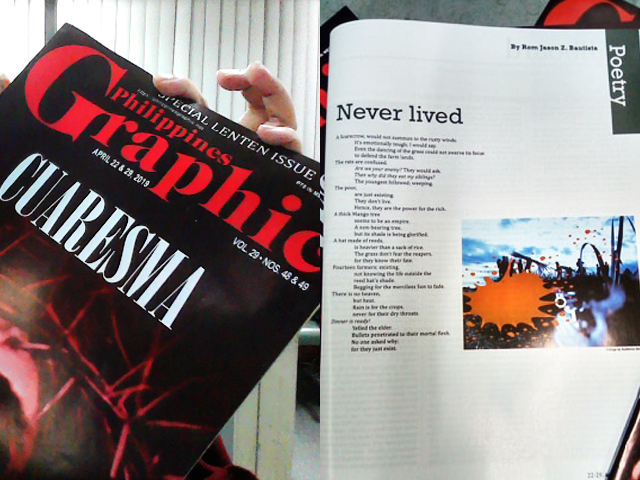 SPECIAL LENTEN ISSUE
Philippines
Graphic
APRIL 22 & 29, 2019
VOL. 29 • NOS. 48 & 49
CUARESMA
By Rom Jason Z. Bautista
Poetry
Never lived
A Scarecrow, would not summon to the rusty winds.
It's emotionally tough, I would say.
Even the dancing of the grass could not swerve its focus
to defend the farm lands.
The rats are confused.
Are we your enemy? They would ask.
Then why did they eat my siblings?
The youngest followed, weeping.
The poor,
are just existing.
They don't live.
Hence, they are the power for the rich.
A thick Mango tree
seems to be an empire.
A non-bearing tree,
but its shade is being glorified.
A hat made of reeds,
is heavier than a sack of rice.
The grass don't fear the reapers,
for they know their fate.
Fourteen farmers; existing,
not knowing the life outside the
reed hat's shade.
Begging for the merciless Sun to fade.
There is no heaven,
but heat.
Rain is for the crops,
never for their dry throats.
Dinner is ready!
Yelled the elder.
Bullets penetrated to their mortal flesh.
No one asked why;
for they just exist.